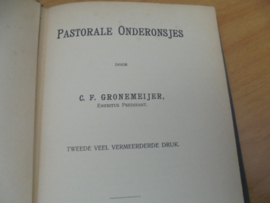 PASTORALE ONDERONSJES
DOOR
C. F. GRONEMEIJER,
EMERITUS PREDIKANT.
TWEEDE VEEL VERMEERDERDE DRUK.